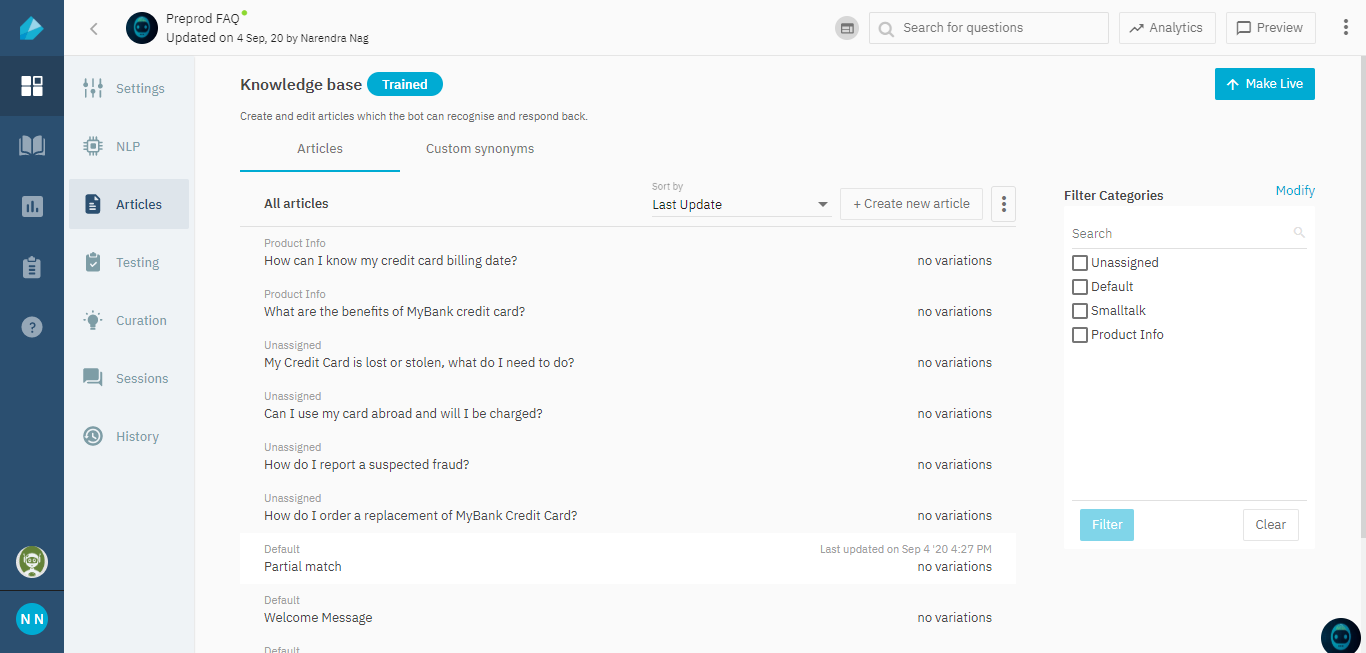 Preprod FAQ
Updated on 4 Sep, 20 by Narendra Nag
Search for questions
Analytics
Preview
Settings
NLP
Articles
Testing
Curation
Sessions
History
?
N N
Knowledge base
Trained
Make Live
Create and edit articles which the bot can recognise and respond back.
Articles
Custom synonyms
All articles
Sort by
Last Update
+ Create new article
Product Info
How can I know my credit card billing date?
no variations
Product Info
What are the benefits of MyBank credit card?
no variations
Unassigned
My Credit Card is lost or stolen, what do I need to do?
no variations
Unassigned
Can I use my card abroad and will I be charged?
no variations
Unassigned
How do I report a suspected fraud?
no variations
Unassigned
How do I order a replacement of MyBank Credit Card?
no variations
Default
Last updated on Sep 4 '20 4:27 PM
Partial match
no variations
Default
Welcome Message
no variations
Default
Filter Categories
Modify
Search
Unassigned
Default
Smalltalk
Product Info
Filter
Clear